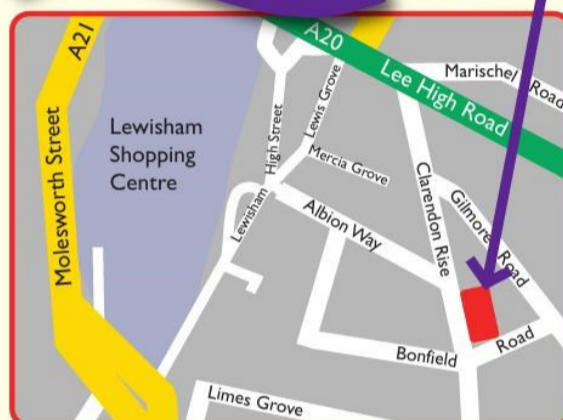 A21
A20
Lee High Road
Marischel Road
Molesworth Street
Lewisham
Shopping
Centre
Lewisham High Street
Lewis Grove
Mercia Grove
Albion Way
Clarendon Rise
Gilmore Road
Bonfield Road
Limes Grove